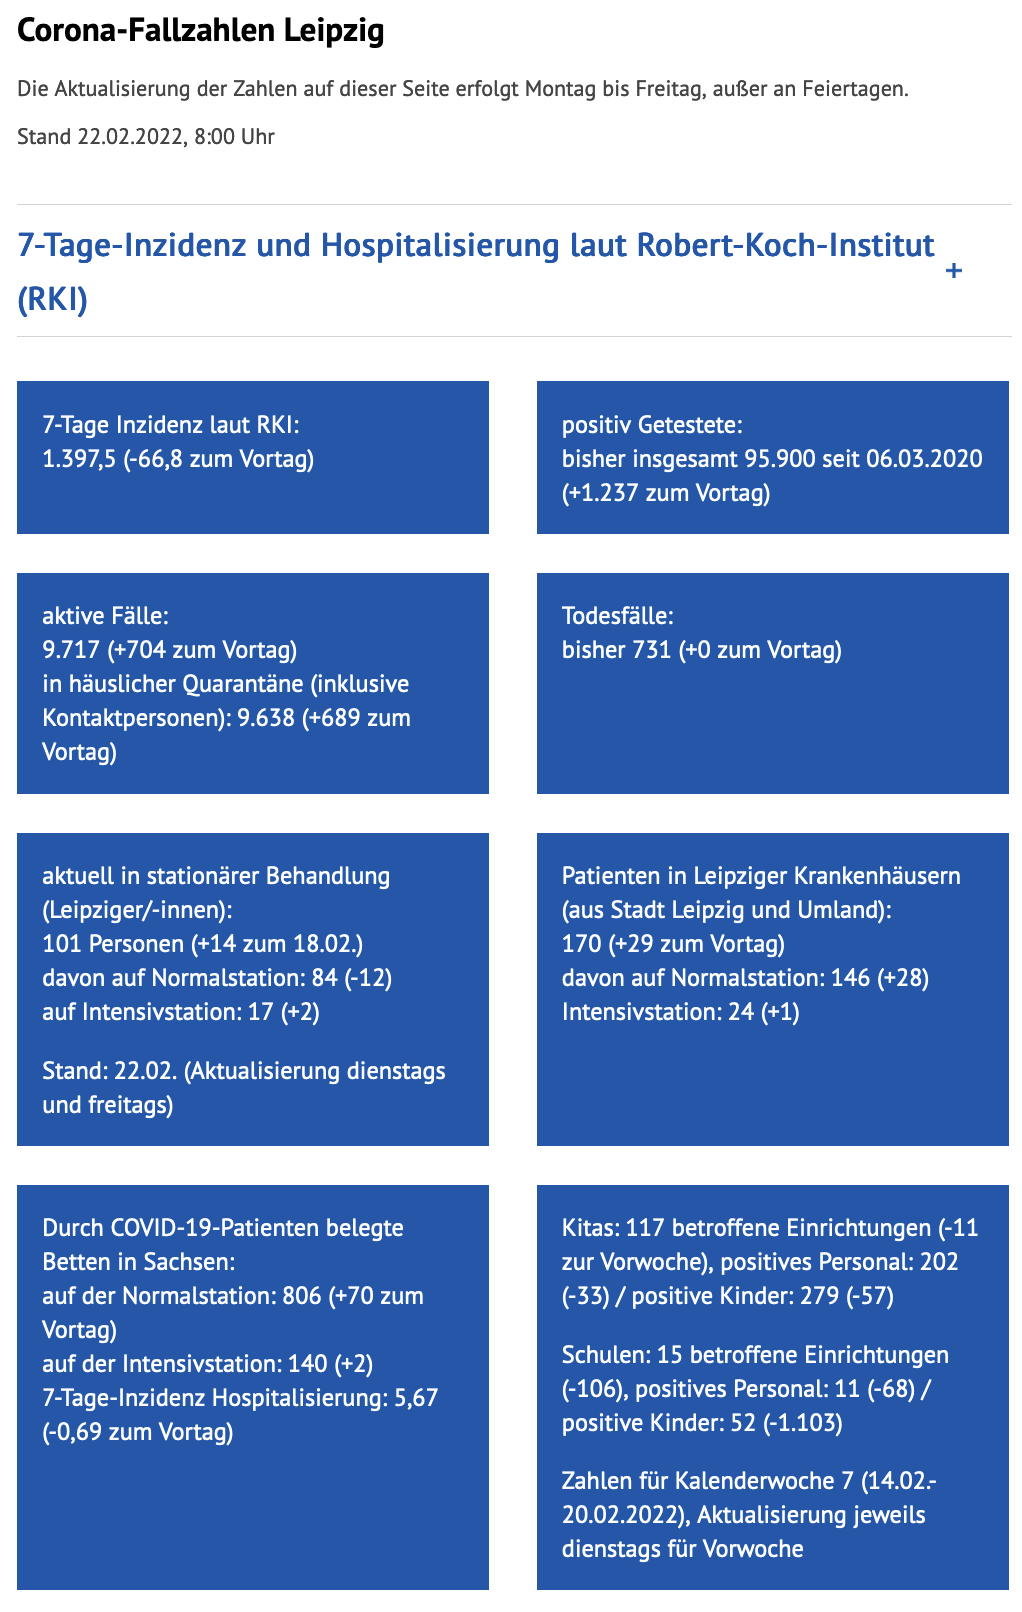 Corona-Fallzahlen Leipzig
Die Aktualisierung der Zahlen auf dieser Seite erfolgt Montag bis Freitag, außer an Feiertagen.
Stand 22.02.2022, 8:00 Uhr
7-Tage-Inzidenz und Hospitalisierung laut Robert-Koch-Institut
(RKI)
+
7-Tage Inzidenz laut RKI:
1.397,5 (-66,8 zum Vortag)
positiv Getestete:
bisher insgesamt 95.900 seit 06.03.2020
(+1.237 zum Vortag)
aktive Fälle:
9.717 (+704 zum Vortag)
in häuslicher Quarantäne (inklusive
Kontaktpersonen): 9.638 (+689 zum
Vortag)
Todesfälle:
bisher 731 (+0 zum Vortag)
aktuell in stationärer Behandlung
(Leipziger/-innen):
101 Personen (+14 zum 18.02.)
davon auf Normalstation: 84 (-12)
auf Intensivstation: 17 (+2)
Stand: 22.02. (Aktualisierung dienstags
und freitags)
Patienten in Leipziger Krankenhäusern
(aus Stadt Leipzig und Umland):
170 (+29 zum Vortag)
davon auf Normalstation: 146 (+28)
Intensivstation: 24 (+1)
Durch COVID-19-Patienten belegte
Betten in Sachsen:
auf der Normalstation: 806 (+70 zum
Vortag)
auf der Intensivstation: 140 (+2)
7-Tage-Inzidenz Hospitalisierung: 5,67
(-0,69 zum Vortag)
Kitas: 117 betroffene Einrichtungen (-11
zur Vorwoche), positives Personal: 202
(-33) / positive Kinder: 279 (-57)
Schulen: 15 betroffene Einrichtungen
(-106), positives Personal: 11 (-68) /
positive Kinder: 52 (-1.103)
Zahlen für Kalenderwoche 7 (14.02.-
20.02.2022), Aktualisierung jeweils
dienstags für Vorwoche